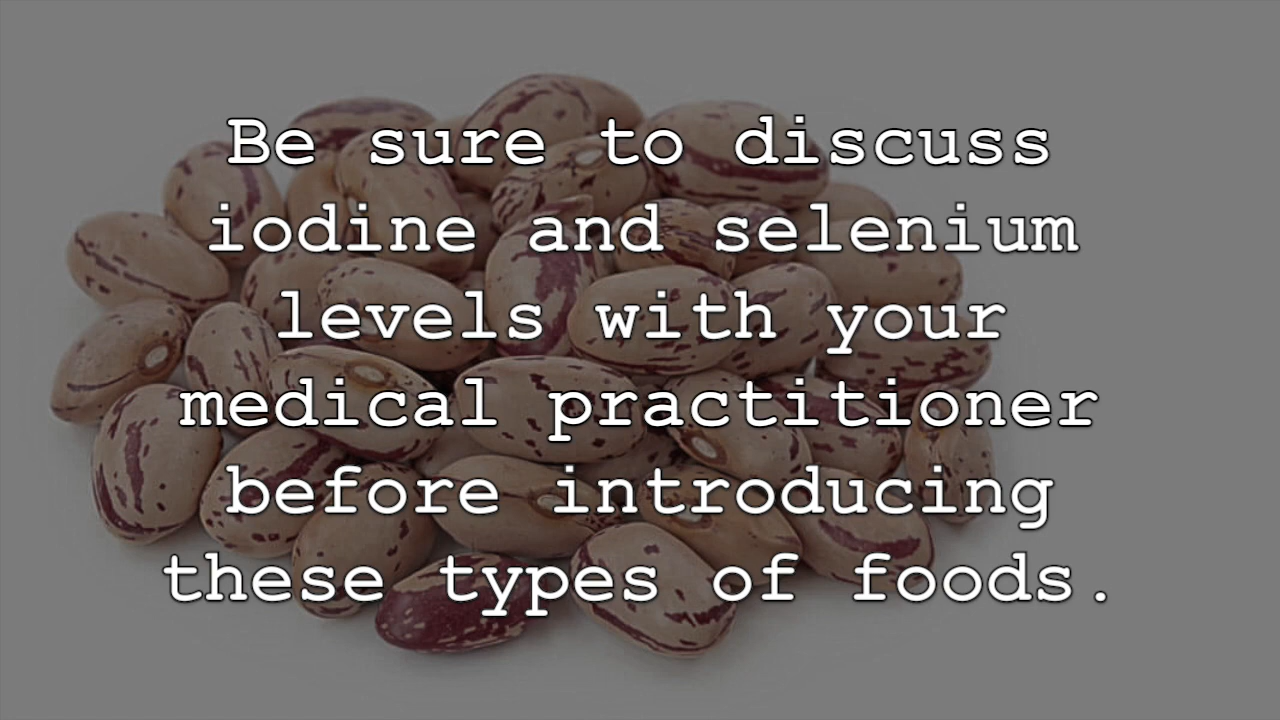 Be sure to discuss
iodine and selenium
levels with your
medical practitioner
before introducing
these types of foods.